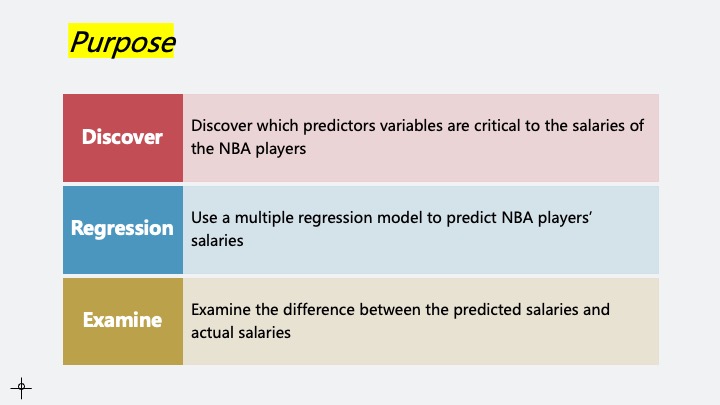 Purpose
Discover
Discover which predictors variables are critical to the salaries of
the NBA players
Regression
Use a multiple regression model to predict NBA players’
salaries
Examine
Examine the difference between the predicted salaries and
actual salaries